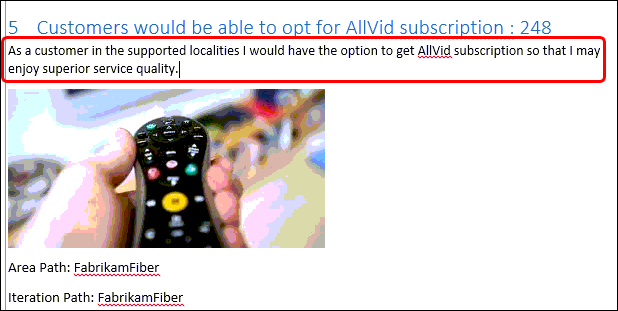 5 Customers would be able to opt for AllVid subscription : 248
As a customer in the supported localities I would have the option to get AllVid subscription so that I may
enjoy superior service quality.
Area Path: FabrikamFiber
Iteration Path: FabrikamFiber